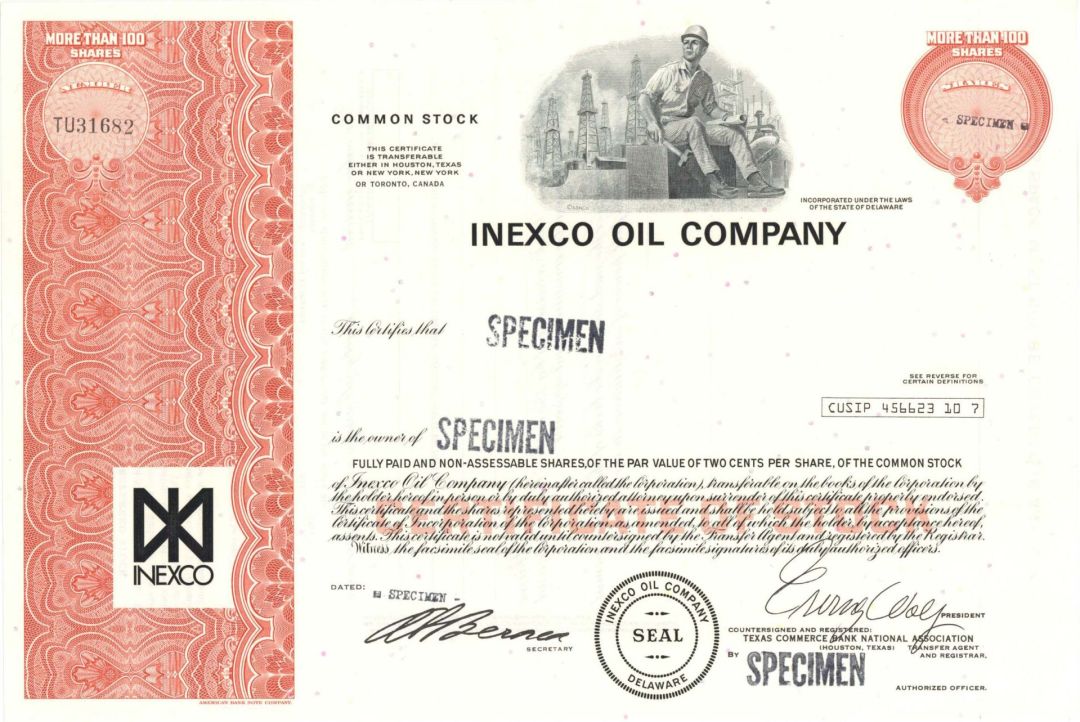 MORE THAN 100
SHARES
NUMBER
TU31682
COMMON STOCK
THIS CERTIFICATE
IS TRANSFERABLE
EITHER IN HOUSTON, TEXAS
OR NEW YORK, NEW YORK
OR TORONTO, CANADA
MORE THAN 100
SHARES
SHARES
SPECIMEN
INCORPORATED UNDER THE LAWS
OF THE STATE OF DELAWARE
INEXCO OIL COMPANY
This Certifies that
SPECIMEN
SEE REVERSE FOR
CERTAIN DEFINITIONS
CUSIP 456623 10 7
is the owner of
SPECIMEN
FULLY PAID AND NON-ASSESSABLE SHARES, OF THE PAR VALUE OF TWO CENTS PER SHARE, OF THE COMMON STOCK
of Inexco Oil Company (hereinafter called the Corporation), transferable on the books of the Corporation by
the holder hereof in person or by duly authorized attorney upon surrender of this certificate properly endorsed.
This certificate and the shares represented hereby are issued and shall be held subject to all the provisions of the
Certificate of Incorporation of the Corporation as amended, to all of which the holder, by acceptance hereof,
assents. This certificate is not valid until countersigned by the Transfer Agent and registered by the Registrar.
Witness the facsimile seal of the Corporation and the facsimile signatures of its duly authorized officers.
INEXCO
DATED:
SPECIMEN
SECRETARY
INEXCO OIL COMPANY
SEAL
DELAWARE
PRESIDENT
COUNTERSIGNED AND REGISTERED:
TEXAS COMMERCE BANK NATIONAL ASSOCIATION
(HOUSTON, TEXAS) TRANSFER AGENT
AND REGISTRAR,
BY
SPECIMEN
AUTHORIZED OFFICER.
AMERICAN BANK NOTE COMPANY